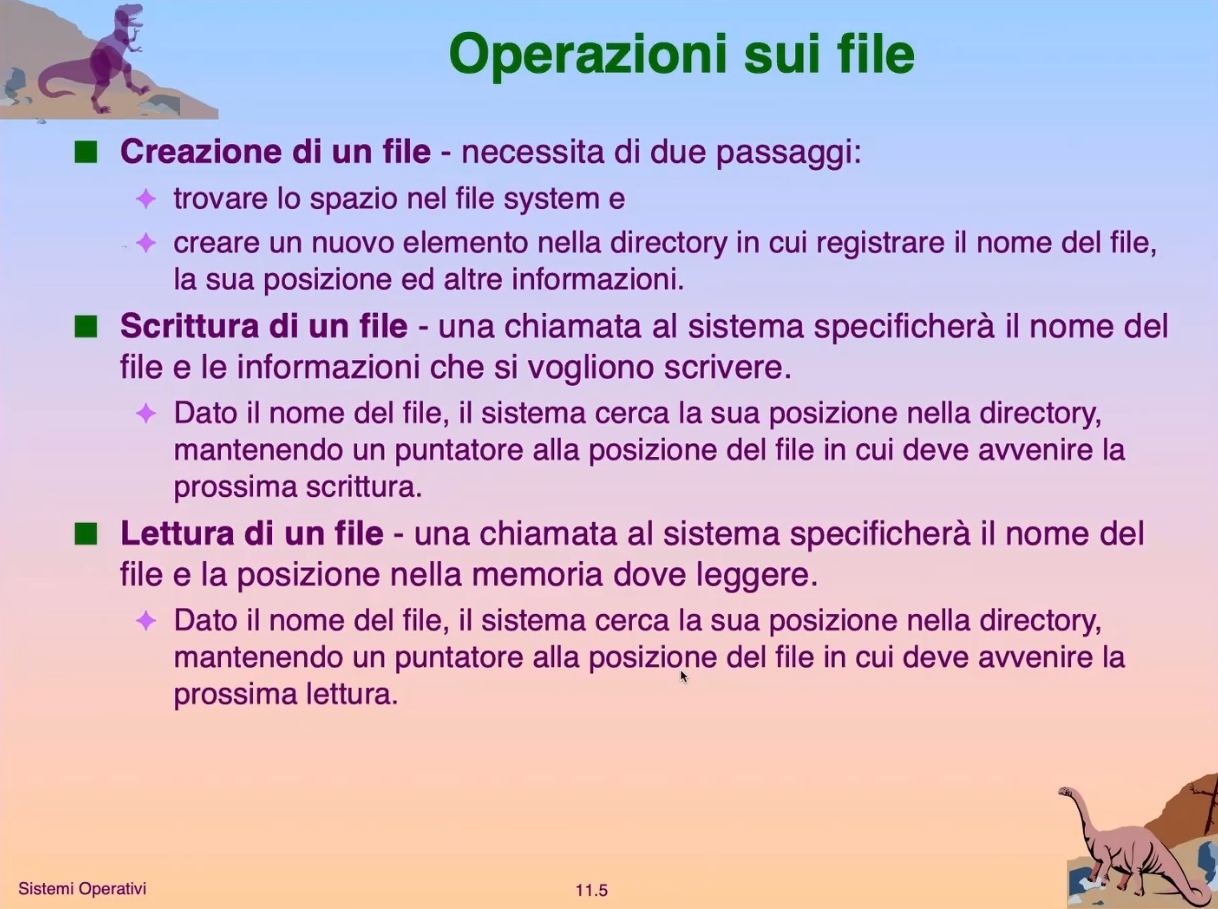 Operazioni sui file
Creazione di un file - necessita di due passaggi:
trovare lo spazio nel file system e
creare un nuovo elemento nella directory in cui registrare il nome del file,
la sua posizione ed altre informazioni.
Scrittura di un file - una chiamata al sistema specificherà il nome del
file e le informazioni che si vogliono scrivere.
Dato il nome del file, il sistema cerca la sua posizione nella directory,
mantenendo un puntatore alla posizione del file in cui deve avvenire la
prossima scrittura.
Lettura di un file - una chiamata al sistema specificherà il nome del
file e la posizione nella memoria dove leggere.
Dato il nome del file, il sistema cerca la sua posizione nella directory,
mantenendo un puntatore alla posizione del file in cui deve avvenire la
prossima lettura.
Sistemi Operativi
11.5